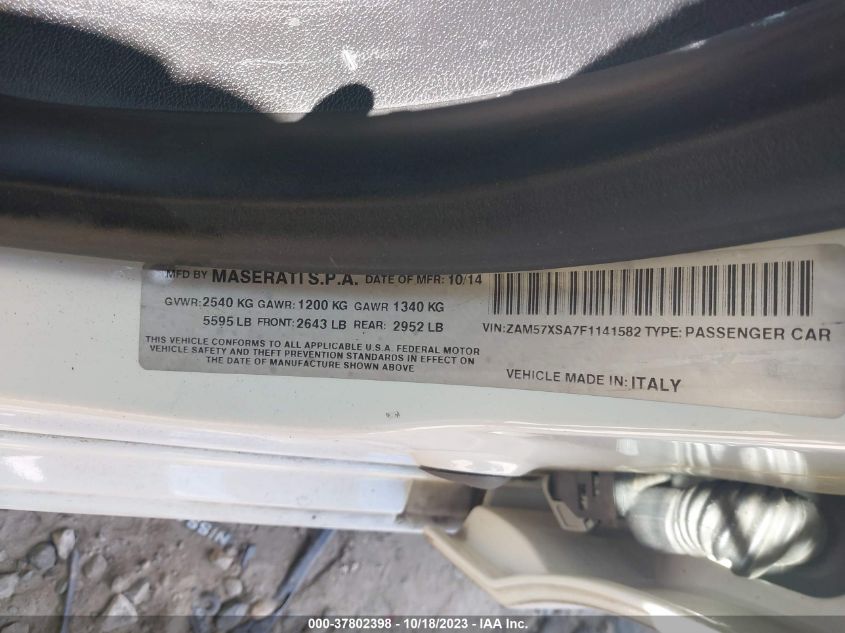 MFD BY MASERATI S.P.A. DATE OF MFR: 10/14
GVWR: 2540 KG GAWR: 1200 KG GAWR 1340 KG
5595 LB FRONT: 2643 LB REAR: 2952 LB
THIS VEHICLE CONFORMS TO ALL APPLICABLE U.S.A. FEDERAL MOTOR
VEHICLE SAFETY AND THEFT PREVENTION STANDARDS IN EFFECT ON
THE DATE OF MANUFACTURE SHOWN ABOVE
VIN: ZAM57XSA7F1141582 TYPE: PASSENGER CAR
VEHICLE MADE IN: ITALY
000-37802398 - 10/18/2023 - IAA Inc.